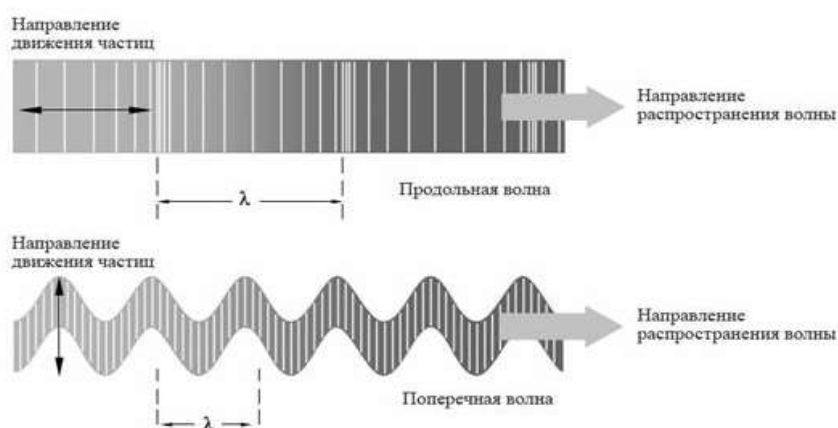 Направление
движения частиц
Направление
распространения волны
λ
Продольная волна
Направление
движения частиц
Направление
распространения волны
Поперечная волна
λ